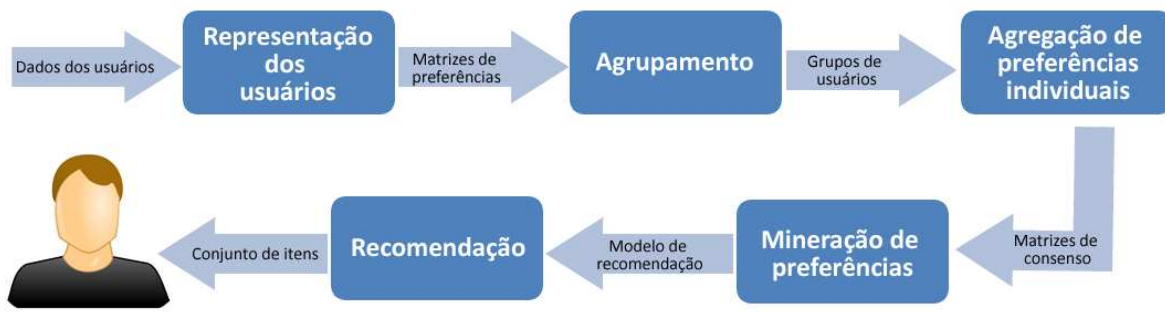 Dados dos usuários
Representação
dos
usuários
Matrizes de
preferências
Agrupamento
Grupos de
usuários
Agregação de
preferências
individuais
Matrizes de
consenso
Mineração de
preferências
Modelo de
recomendação
Recomendação
Conjunto de itens